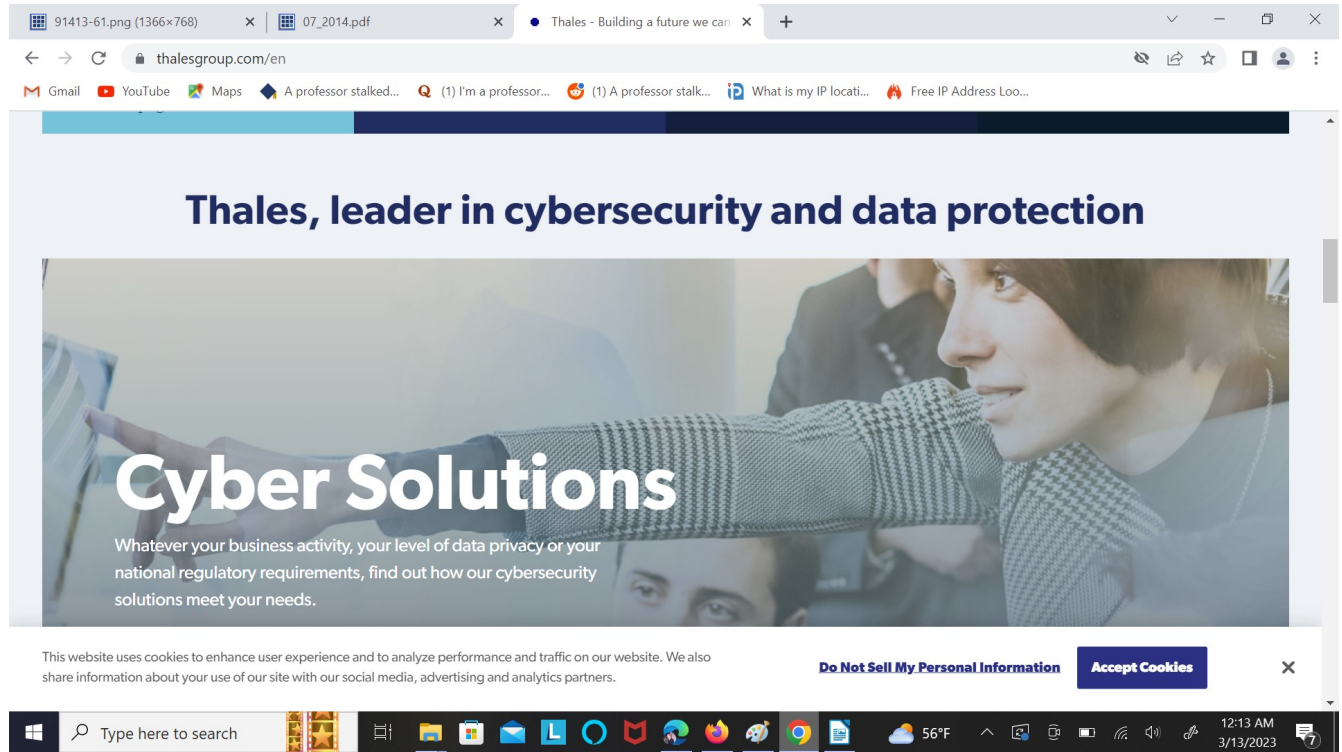 91413-61.png (1366×768)
07_2014.pdf
Thales - Building a future we can
thalesgroup.com/en
Gmail
YouTube
Maps
A professor stalked...
(1) I'm a professor...
(1) A professor stalk...
What is my IP locati...
Free IP Address Loo...
Thales, leader in cybersecurity and data protection
Cyber Solutions
Whatever your business activity, your level of data privacy or your
national regulatory requirements, find out how our cybersecurity
solutions meet your needs.
This website uses cookies to enhance user experience and to analyze performance and traffic on our website. We also
share information about your use of our site with our social media, advertising and analytics partners.
Do Not Sell My Personal Information
Accept Cookies
Type here to search
56°F
12:13 AM
3/13/2023
7